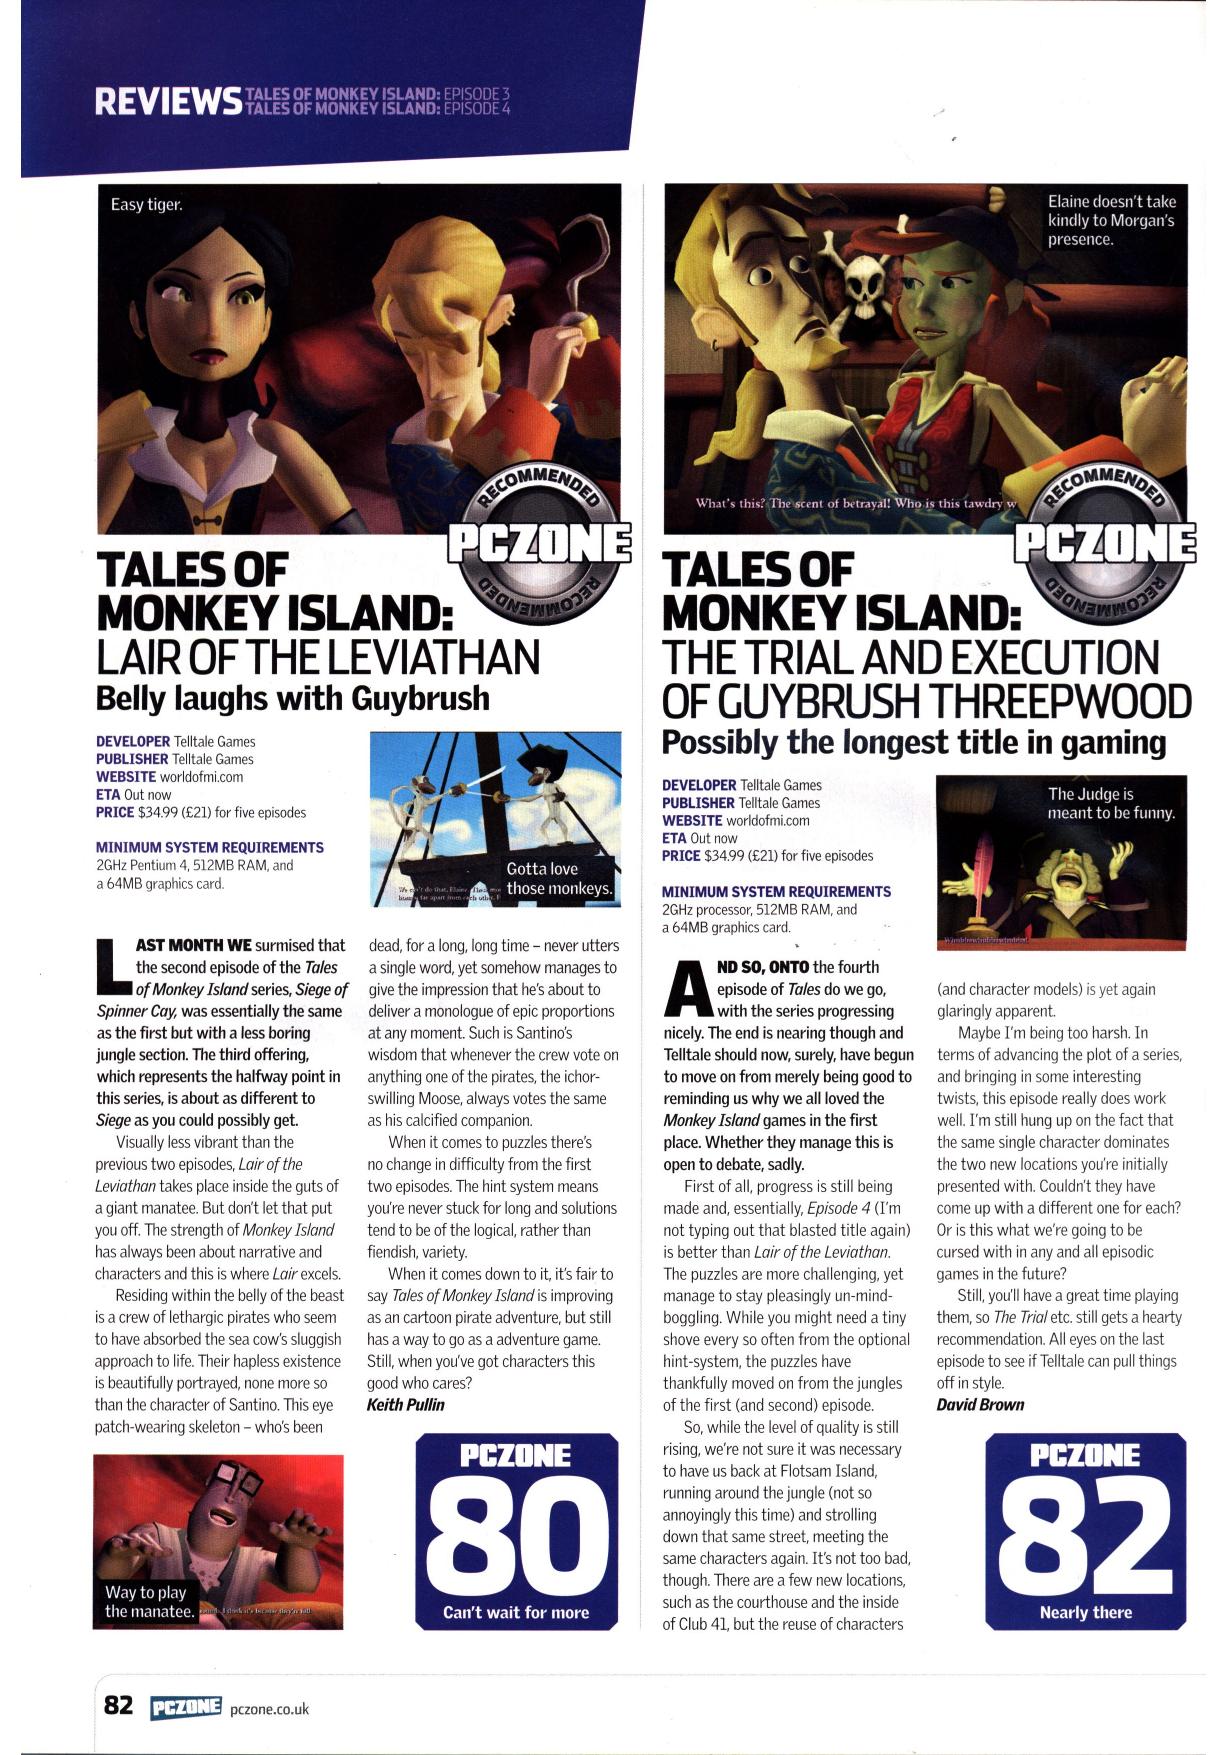 REVIEWS TALES OF MONKEY ISLAND: EPISODE 3
TALES OF MONKEY ISLAND: EPISODE 4
Easy tiger.
RECOMMENDED
PCZONE
RECOMMENDED
TALES OF
MONKEY ISLAND:
LAIR OF THE LEVIATHAN
Belly laughs with Guybrush
DEVELOPER Telltale Games
PUBLISHER Telltale Games
WEBSITE worldofmi.com
ETA Out now
PRICE $34.99 (£21) for five episodes
MINIMUM SYSTEM REQUIREMENTS
2GHz Pentium 4, 512MB RAM, and
a 64MB graphics card.
Gotta love
those monkeys.
LAST MONTH WE surmised that
the second episode of the Tales
of Monkey Island series, Siege of
Spinner Cay, was essentially the same
as the first but with a less boring
jungle section. The third offering,
which represents the halfway point in
this series, is about as different to
Siege as you could possibly get.
Visually less vibrant than the
previous two episodes, Lair of the
Leviathan takes place inside the guts of
a giant manatee. But don't let that put
you off. The strength of Monkey Island
has always been about narrative and
characters and this is where Lair excels.
Residing within the belly of the beast
is a crew of lethargic pirates who seem
to have absorbed the sea cow's sluggish
approach to life. Their hapless existence
is beautifully portrayed, none more so
than the character of Santino. This eye
patch-wearing skeleton – who's been
Way to play
the manatee.
dead, for a long, long time – never utters
a single word, yet somehow manages to
give the impression that he's about to
deliver a monologue of epic proportions
at any moment. Such is Santino's
wisdom that whenever the crew vote on
anything one of the pirates, the ichor-
swilling Moose, always votes the same
as his calcified companion.
When it comes to puzzles there's
no change in difficulty from the first
two episodes. The hint system means
you're never stuck for long and solutions
tend to be of the logical, rather than
fiendish, variety.
When it comes down to it, it's fair to
say Tales of Monkey Island is improving
as an cartoon pirate adventure, but still
has a way to go as a adventure game.
Still, when you've got characters this
good who cares?
Keith Pullin
PCZONE
80
Can't wait for more
Elaine doesn't take
kindly to Morgan's
presence.
What's this? The scent of betrayal! Who is this tawdry w
RECOMMENDED
PCZONE
RECOMMENDED
TALES OF
MONKEY ISLAND:
THE TRIAL AND EXECUTION
OF GUYBRUSH THREEPWOOD
Possibly the longest title in gaming
DEVELOPER Telltale Games
PUBLISHER Telltale Games
WEBSITE worldofmi.com
ETA Out now
PRICE $34.99 (£21) for five episodes
MINIMUM SYSTEM REQUIREMENTS
2GHz processor, 512MB RAM, and
a 64MB graphics card.
The Judge is
meant to be funny.
AND SO, ONTO the fourth
episode of Tales do we go,
with the series progressing
nicely. The end is nearing though and
Telltale should now, surely, have begun
to move on from merely being good to
reminding us why we all loved the
Monkey Island games in the first
place. Whether they manage this is
open to debate, sadly.
First of all, progress is still being
made and, essentially, Episode 4 (I'm
not typing out that blasted title again)
is better than Lair of the Leviathan.
The puzzles are more challenging, yet
manage to stay pleasingly un-mind-
boggling. While you might need a tiny
shove every so often from the optional
hint-system, the puzzles have
thankfully moved on from the jungles
of the first (and second) episode.
So, while the level of quality is still
rising, we're not sure it was necessary
to have us back at Flotsam Island,
running around the jungle (not so
annoyingly this time) and strolling
down that same street, meeting the
same characters again. It's not too bad,
though. There are a few new locations,
such as the courthouse and the inside
of Club 41, but the reuse of characters
(and character models) is yet again
glaringly apparent.
Maybe I'm being too harsh. In
terms of advancing the plot of a series,
and bringing in some interesting
twists, this episode really does work
well. I'm still hung up on the fact that
the same single character dominates
the two new locations you're initially
presented with. Couldn't they have
come up with a different one for each?
Or is this what we're going to be
cursed with in any and all episodic
games in the future?
Still, you'll have a great time playing
them, so The Trial etc. still gets a hearty
recommendation. All eyes on the last
episode to see if Telltale can pull things
off in style.
David Brown
PCZONE
82
Nearly there
82 PCZONE pczone.co.uk